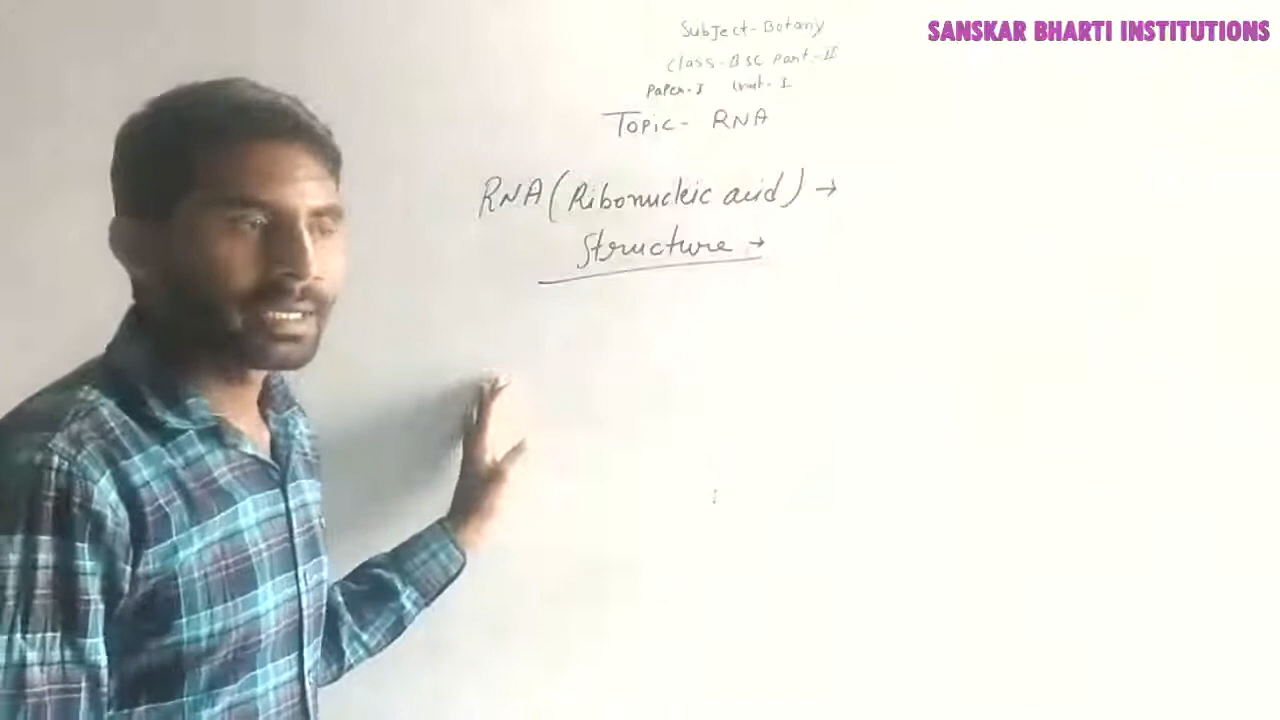 SANSKAR BHARTI INSTITUTIONS
Subject-Botany
Class-BSC Part-II
Paper-I Unit-I
Topic- RNA
RNA (Ribonucleic acid) →
Structure →